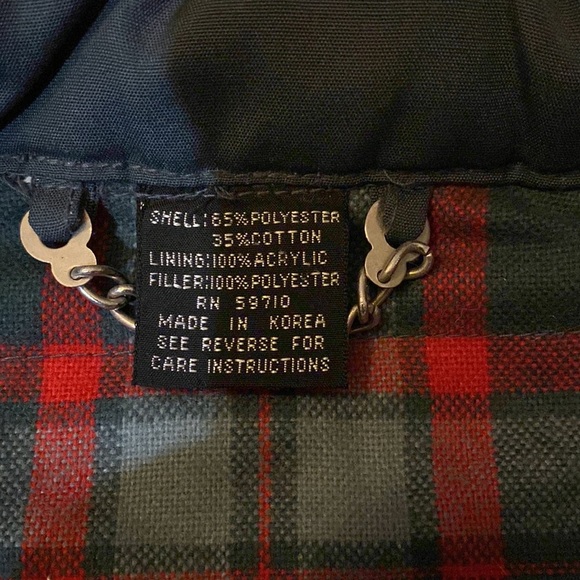 SHELL:65%POLYESTER
35%COTTON
LINING:100%ACRYLIC
FILLER:100%POLYESTER
RN 59710
MADE IN KOREA
SEE REVERSE FOR
CARE INSTRUCTIONS